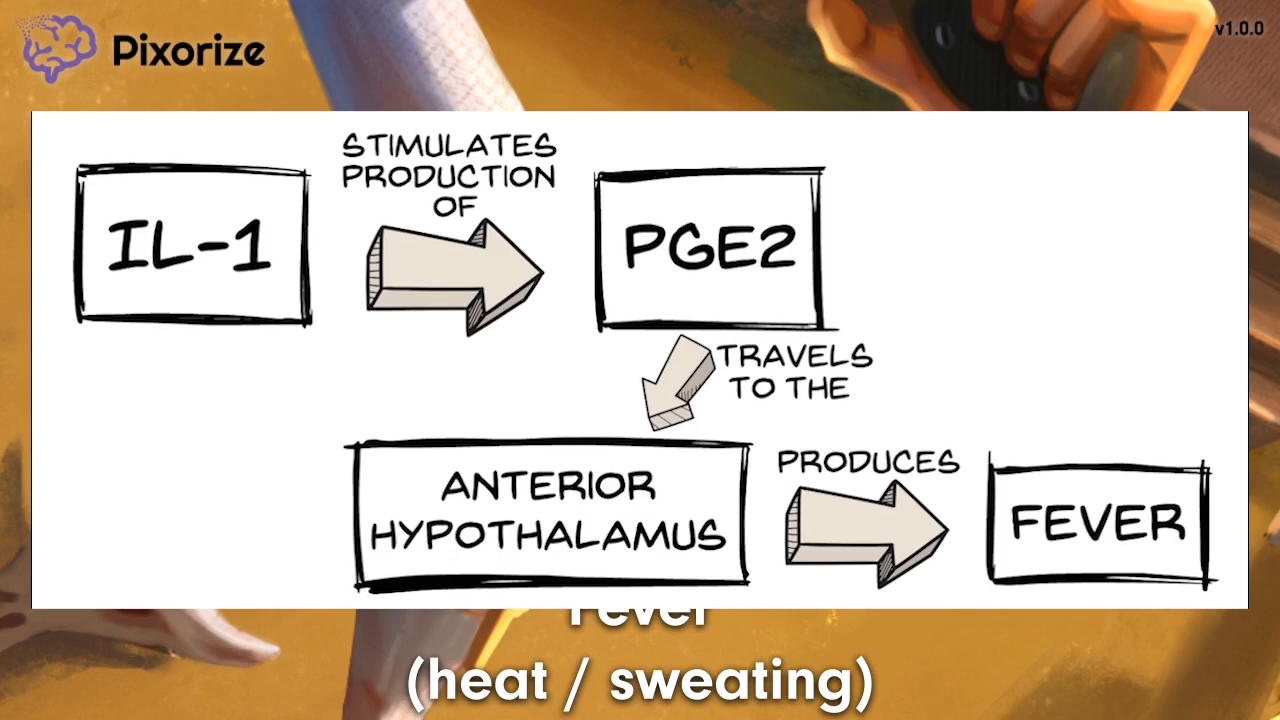 Pixorize
v1.0.0
STIMULATES
PRODUCTION
OF
IL-1
PGE2
TRAVELS
TO THE
ANTERIOR
HYPOTHALAMUS
PRODUCES
FEVER
Fever
(heat / sweating)